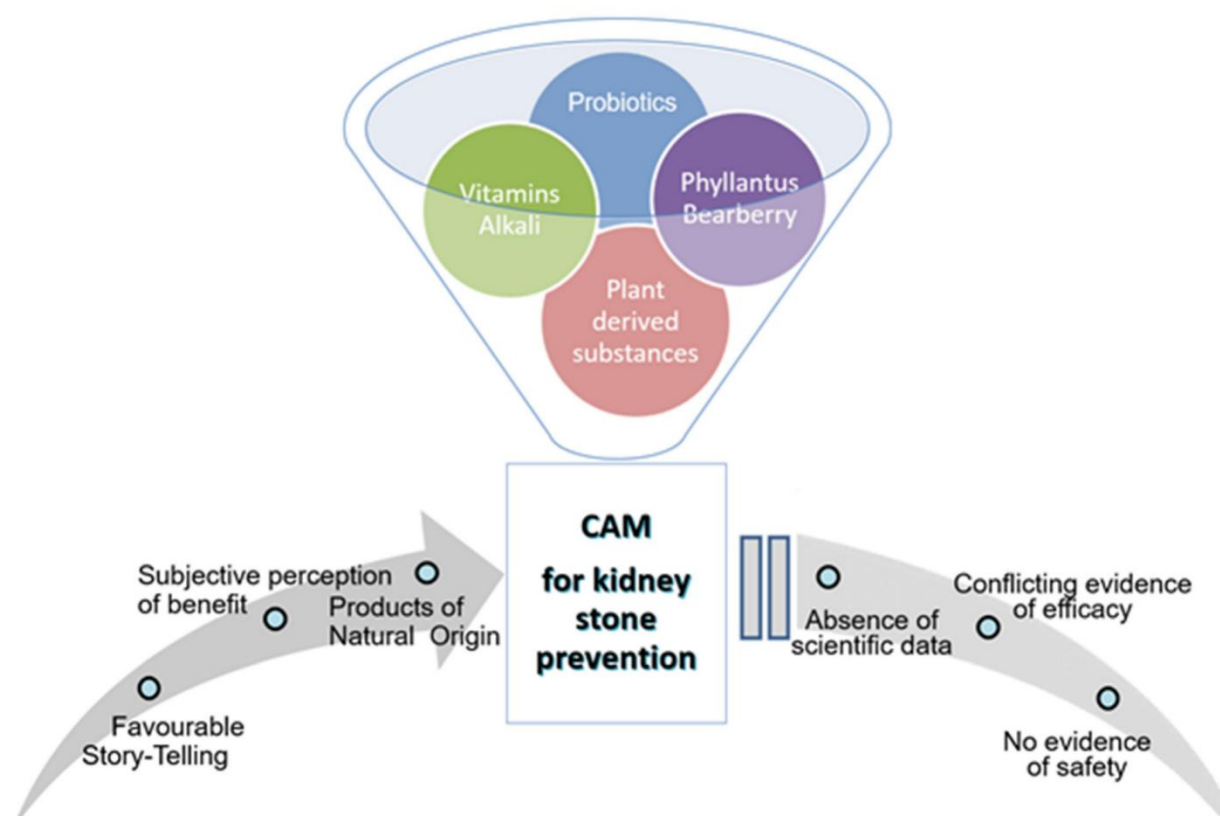 Probiotics
Vitamins
Alkali
Phyllantus
Bearberry
Plant
derived
substances
CAM
for kidney
stone
prevention
Subjective perception
of benefit
Products of
Natural Origin
Favourable
Story-Telling
Absence of
scientific data
Conflicting evidence
of efficacy
No evidence
of safety